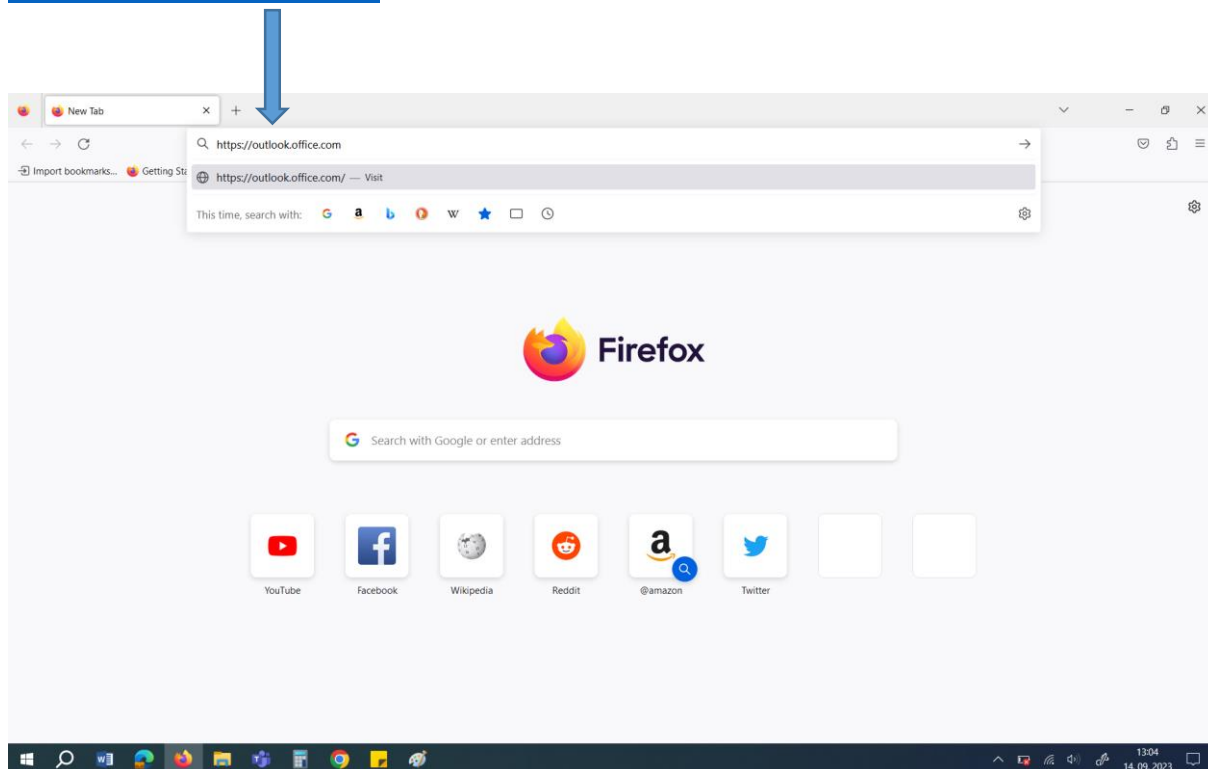 New Tab
https://outlook.office.com
Import bookmarks... Getting Sta
https://outlook.office.com/ — Visit
This time, search with:
Firefox
Search with Google or enter address
YouTube Facebook Wikipedia Reddit @amazon Twitter
13:04
14.09.2023